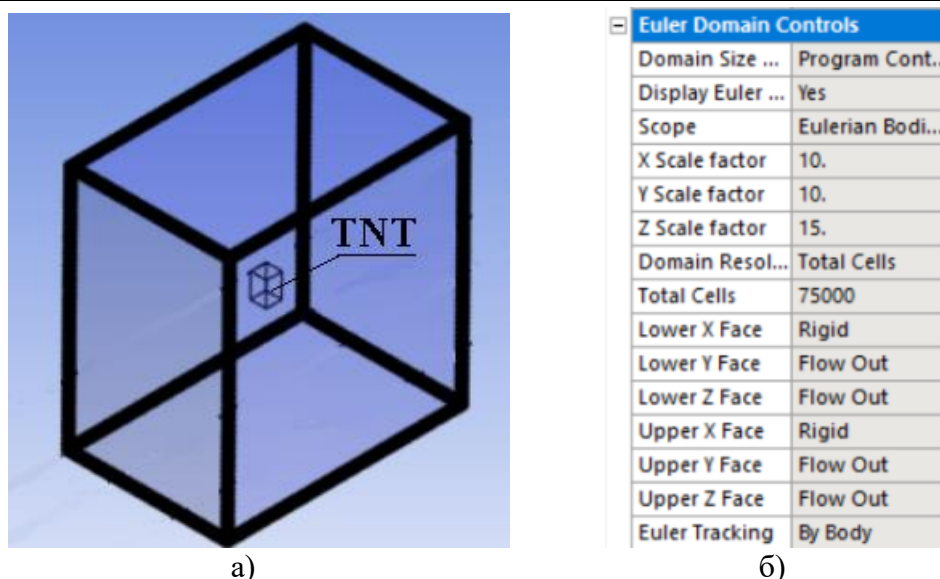 TNT
Euler Domain Controls
Domain Size ... Program Cont..
Display Euler ... Yes
Scope Eulerian Bodi...
X Scale factor 10.
Y Scale factor 10.
Z Scale factor 15.
Domain Resol... Total Cells
Total Cells 75000
Lower X Face Rigid
Lower Y Face Flow Out
Lower Z Face Flow Out
Upper X Face Rigid
Upper Y Face Flow Out
Upper Z Face Flow Out
Euler Tracking By Body
а) б)